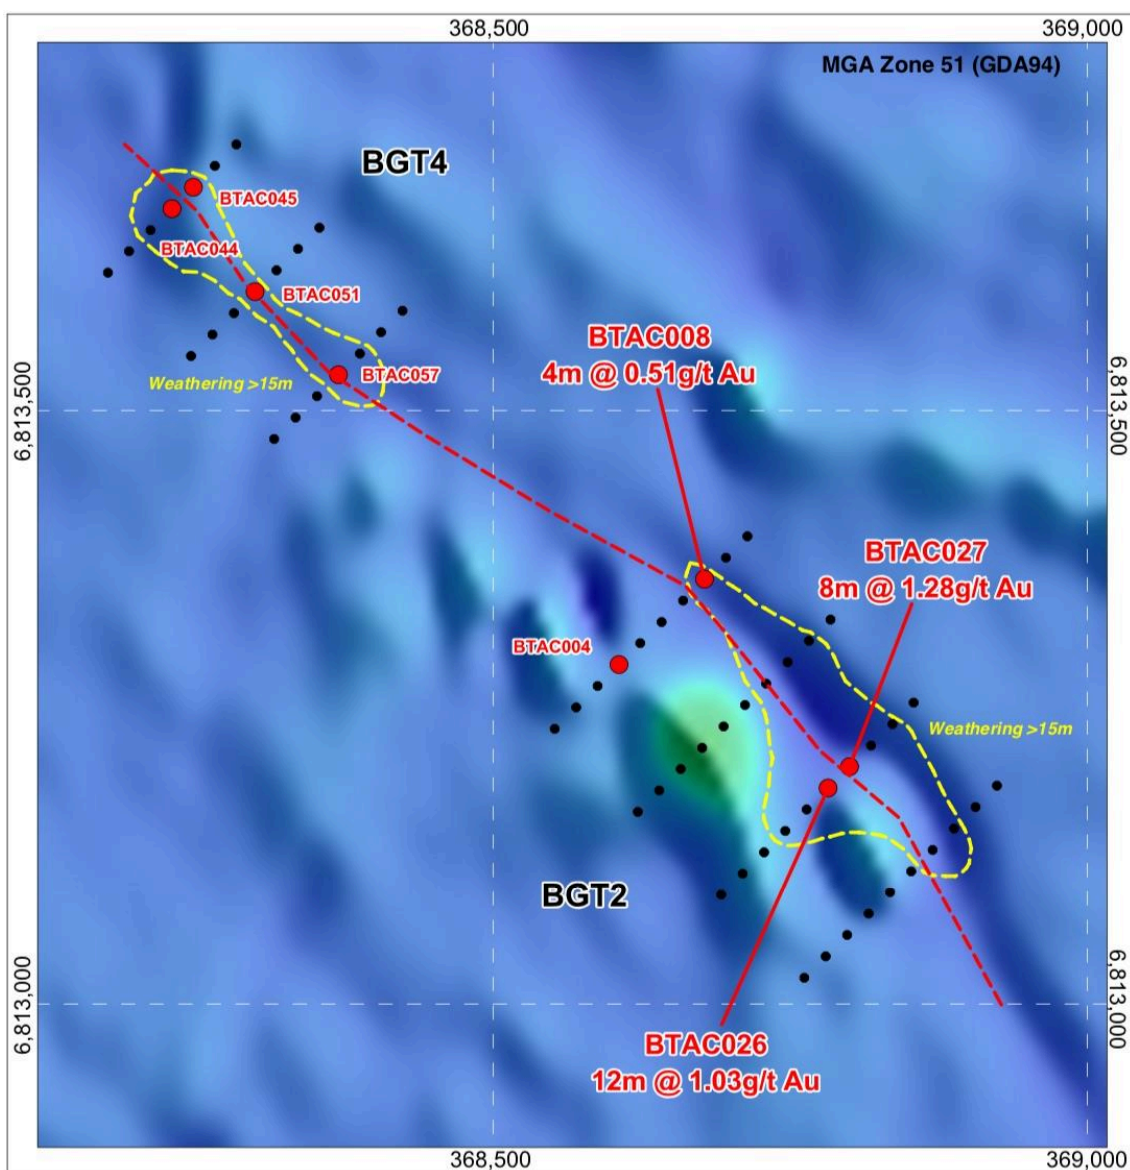 368,500
369,000
MGA Zone 51 (GDA94)
BGT4
BTAC045
BTAC044
BTAC051
BTAC008
4m @ 0.51g/t Au
BTAC057
Weathering >15m
6,813,500
6,813,500
BTAC027
8m @ 1.28g/t Au
BTAC004
Weathering >15m
BGT2
6,813,000
6,813,000
BTAC026
12m @ 1.03g/t Au
368,500
369,000